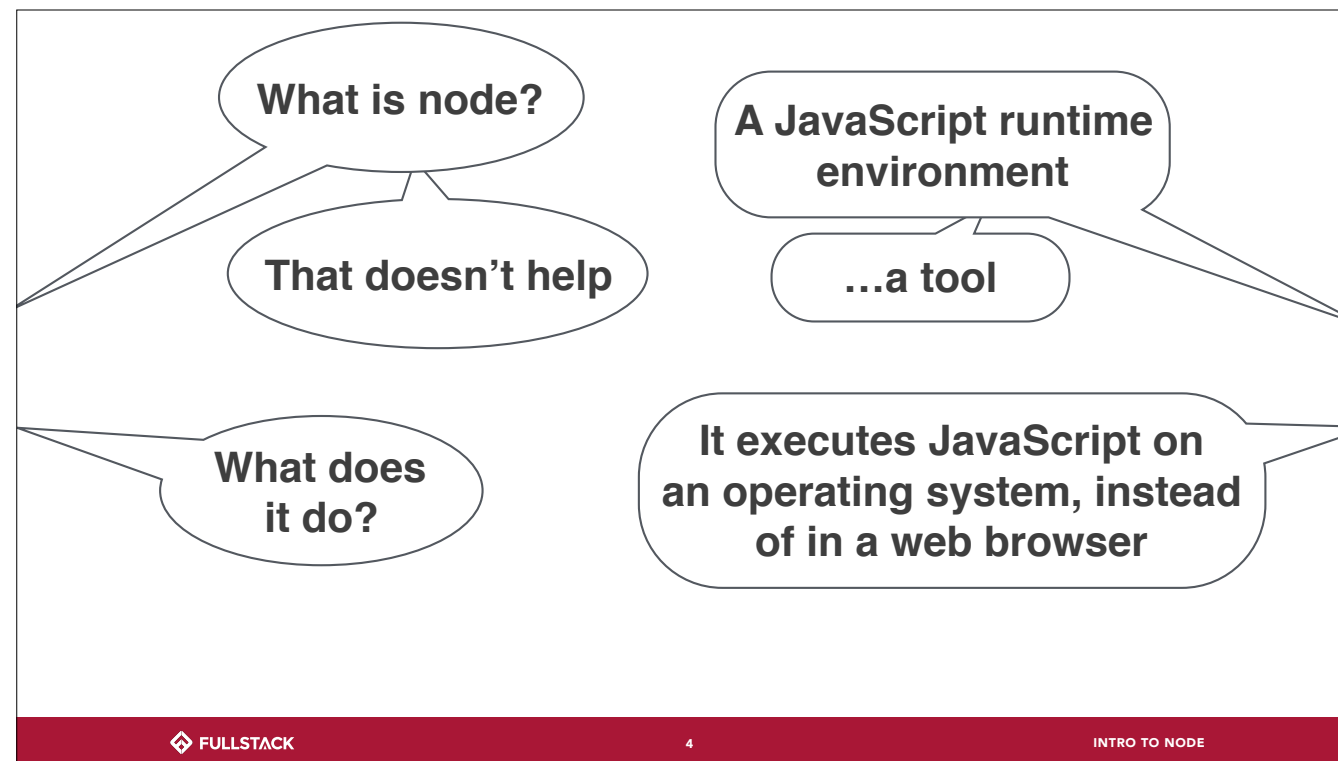 What is node?
A JavaScript runtime
environment
That doesn’t help
…a tool
What does
it do?
It executes JavaScript on
an operating system, instead
of in a web browser
FULLSTACK
4
INTRO TO NODE